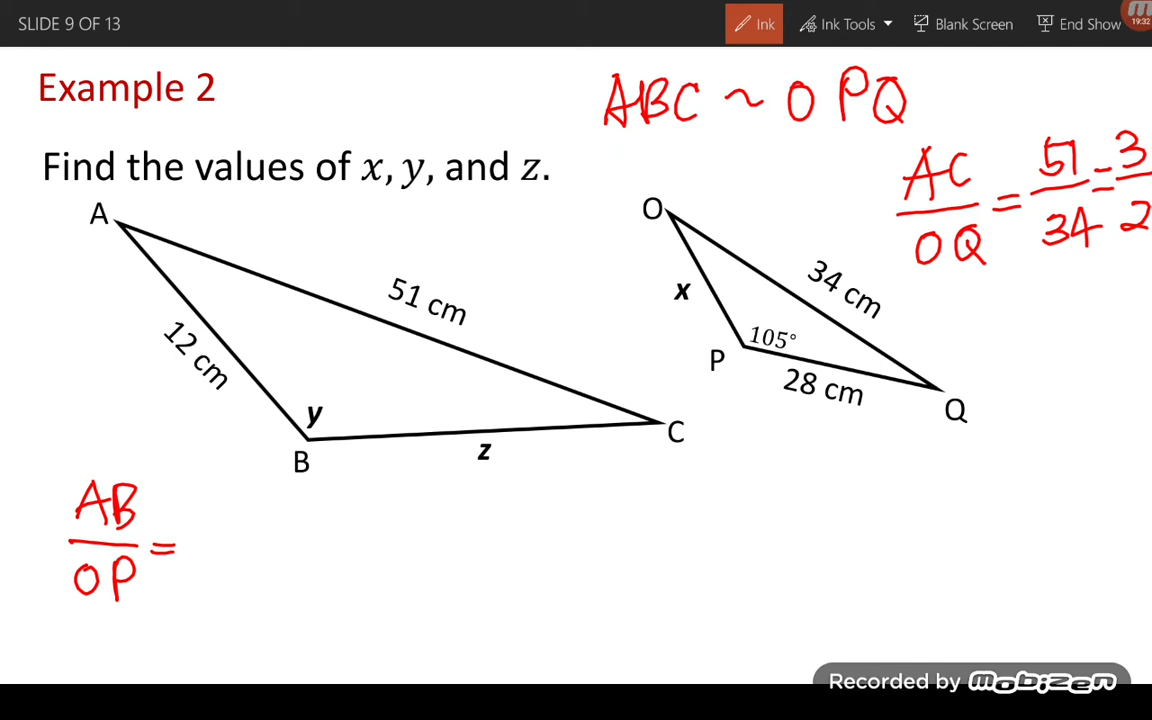 SLIDE 9 OF 13
Ink
Ink Tools
Blank Screen
End Show
19:32
Example 2
ABC ~ OPQ
Find the values of x, y, and z.
AC/OQ = 51/34 = 3/2
A
O
51 cm
34 cm
x
12 cm
105°
P
28 cm
y
Q
C
B
z
AB/OP =
Recorded by mobizen